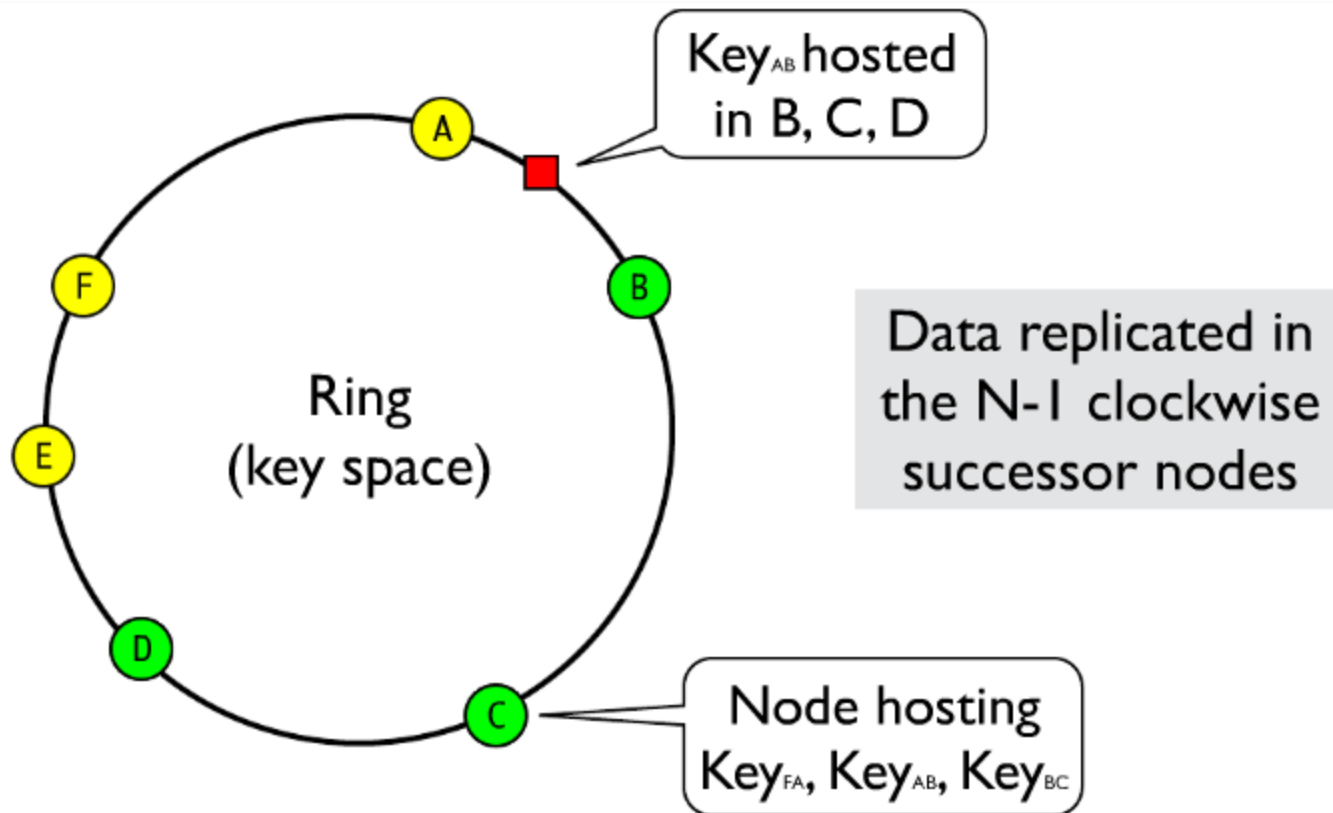 KeyAB hosted
in B, C, D
A
F
B
Ring
(key space)
Data replicated in
the N-1 clockwise
successor nodes
E
D
C
Node hosting
KeyFA, KeyAB, KeyBC